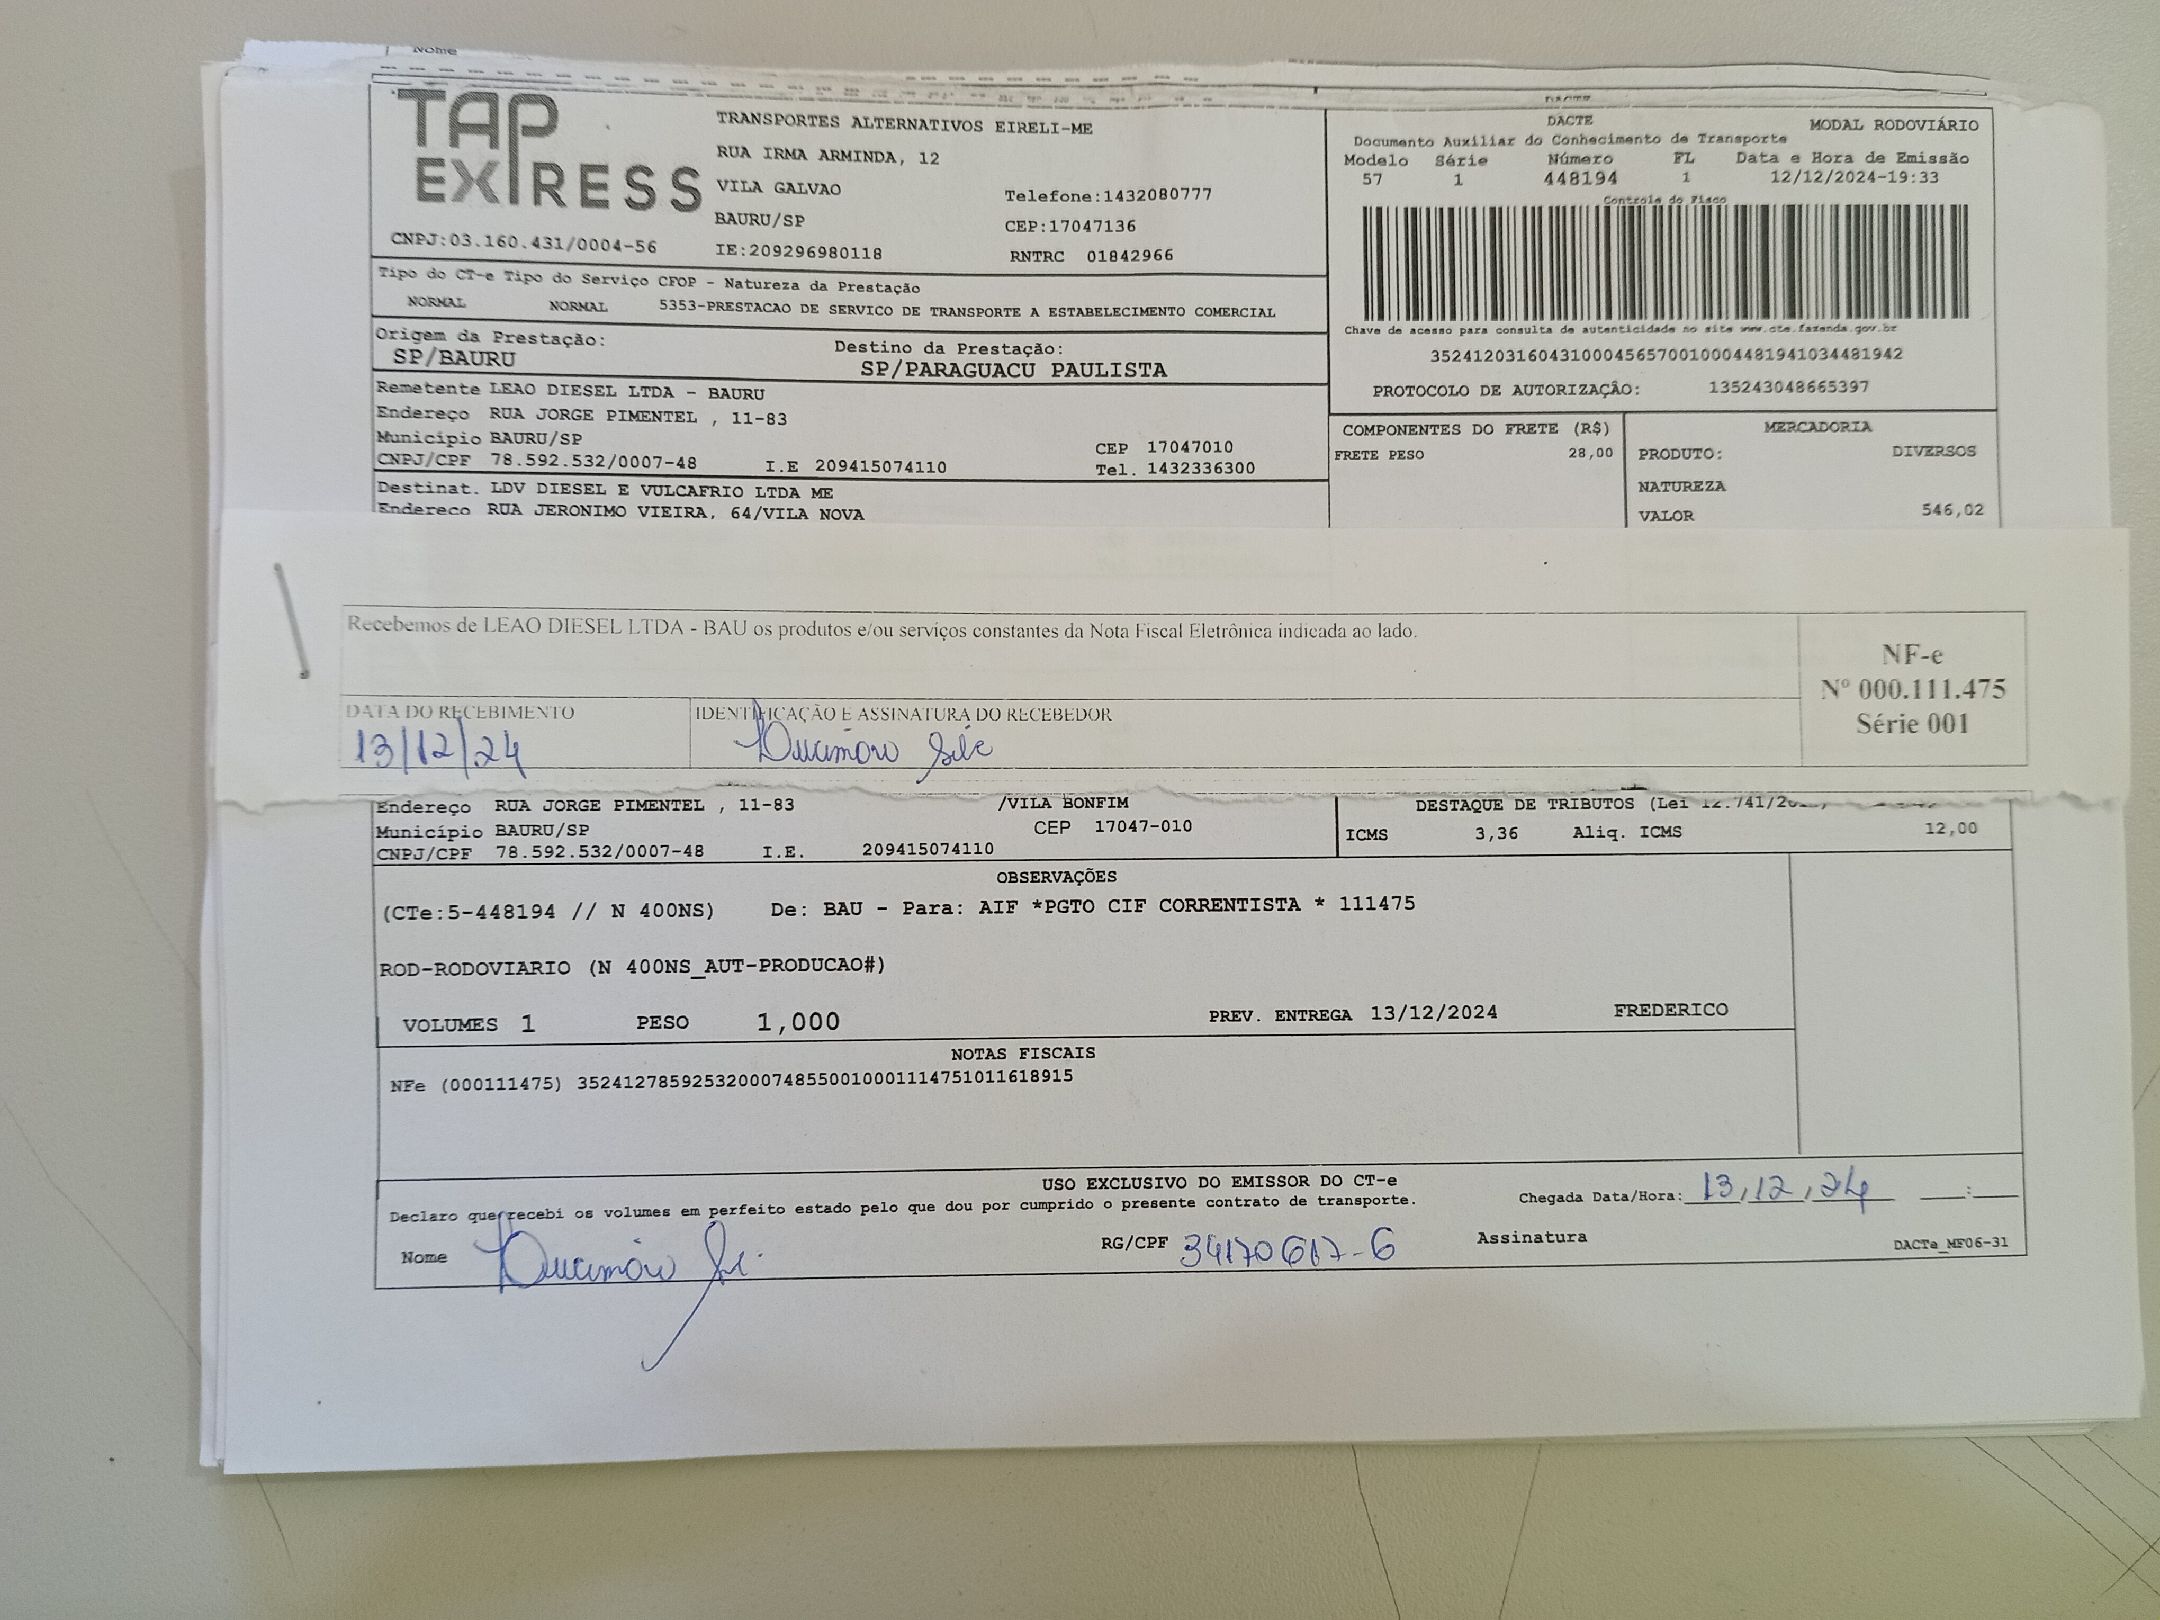 Nome
TAP EXPRESS
TRANSPORTES ALTERNATIVOS EIRELI-ME
RUA IRMA ARMINDA, 12
VILA GALVAO
Telefone:1432080777
BAURU/SP
CEP:17047136
CNPJ:03.160.431/0004-56
IE:209296980118
RNTRC 01842966
DACTE
DACTE
MODAL RODOVIÁRIO
Documento Auxiliar do Conhecimento de Transporte
Modelo Série Número FL Data e Hora de Emissão
57 1 448194 1 12/12/2024-19:33
Controle do Fisco
Chave de acesso para consulta de autenticidade no site www.cte.fazenda.gov.br
35241203160431000456570010004481941034481942
PROTOCOLO DE AUTORIZAÇÂO: 135243048665397
Tipo do CT-e Tipo do Serviço CFOP - Natureza da Prestação
NORMAL NORMAL 5353-PRESTACAO DE SERVICO DE TRANSPORTE A ESTABELECIMENTO COMERCIAL
Origem da Prestação:
SP/BAURU
Destino da Prestação:
SP/PARAGUACU PAULISTA
Remetente LEAO DIESEL LTDA - BAURU
Endereço RUA JORGE PIMENTEL , 11-83
Município BAURU/SP
CEP 17047010
CNPJ/CPF 78.592.532/0007-48 I.E 209415074110 Tel. 1432336300
Destinat. LDV DIESEL E VULCAFRIO LTDA ME
Endereço RUA JERONIMO VIEIRA, 64/VILA NOVA
COMPONENTES DO FRETE (R$)
FRETE PESO 28,00
MERCADORIA
PRODUTO: DIVERSOS
NATUREZA
VALOR 546,02
Recebemos de LEAO DIESEL LTDA - BAU os produtos e/ou serviços constantes da Nota Fiscal Eletrônica indicada ao lado.
NF-e
Nº 000.111.475
Série 001
DATA DO RECEBIMENTO
13/12/24
IDENTIFICAÇÃO E ASSINATURA DO RECEBEDOR
Endereço RUA JORGE PIMENTEL , 11-83 /VILA BONFIM
Município BAURU/SP CEP 17047-010
CNPJ/CPF 78.592.532/0007-48 I.E. 209415074110
DESTAQUE DE TRIBUTOS (Lei 12.741/
ICMS 3,36 Aliq. ICMS 12,00
OBSERVAÇÕES
(CTe:5-448194 // N 400NS) De: BAU - Para: AIF *PGTO CIF CORRENTISTA * 111475
ROD-RODOVIARIO (N 400NS_AUT-PRODUCAO#)
VOLUMES 1 PESO 1,000 PREV. ENTREGA 13/12/2024 FREDERICO
NOTAS FISCAIS
NFe (000111475) 35241278592532000748550010001114751011618915
USO EXCLUSIVO DO EMISSOR DO CT-e
Declaro que recebi os volumes em perfeito estado pelo que dou por cumprido o presente contrato de transporte.
Chegada Data/Hora: 13,12,24 :
Nome
RG/CPF 34170617-6
Assinatura
DACTe_MF06-31